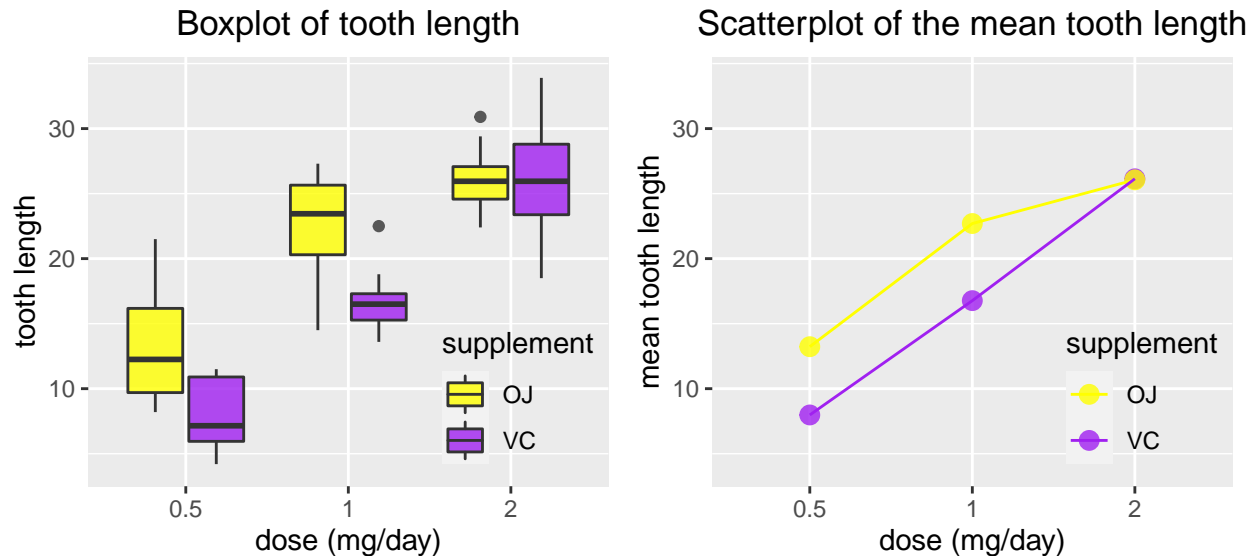 Boxplot of tooth length
tooth length
30
20
10
supplement
OJ
VC
0.5 1 2
dose (mg/day)
Scatterplot of the mean tooth length
mean tooth length
30
20
10
supplement
OJ
VC
0.5 1 2
dose (mg/day)